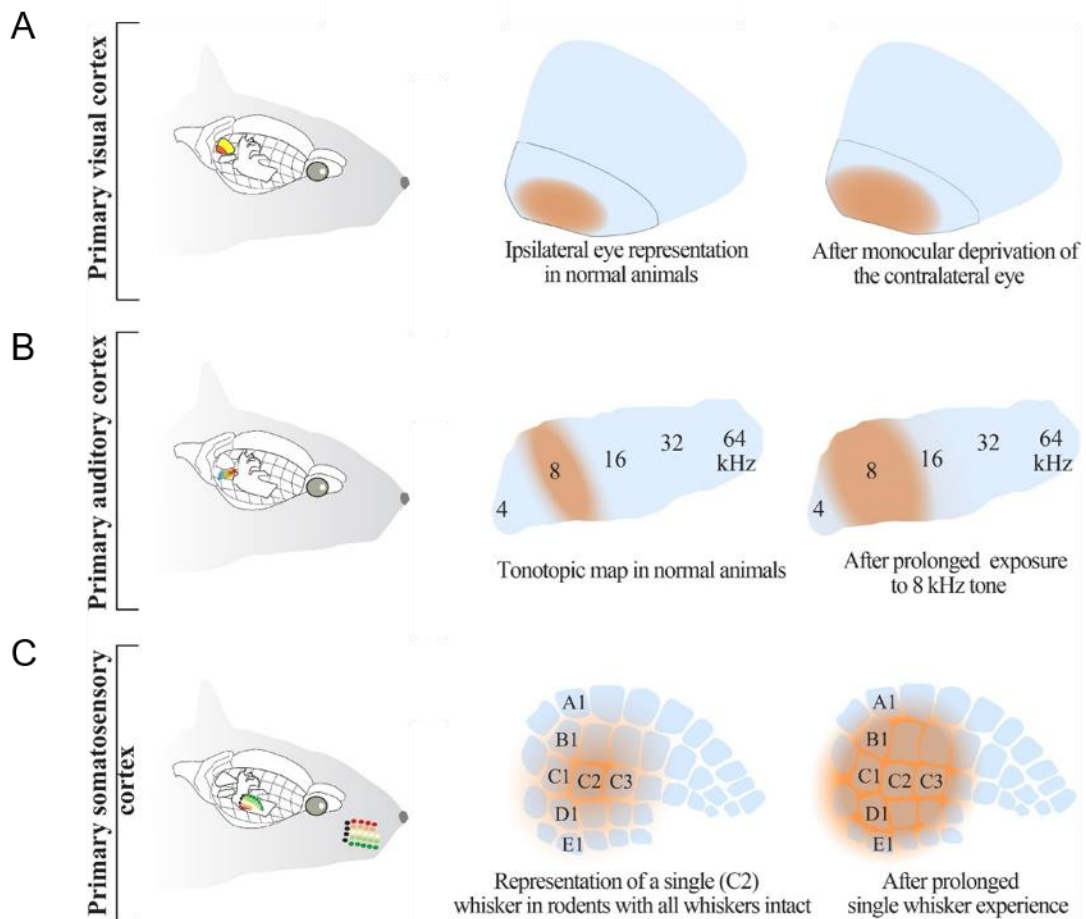 A
Primary visual cortex
Ipsilateral eye representation
in normal animals
After monocular deprivation of
the contralateral eye
B
Primary auditory cortex
4
8
16
32
64
kHz
Tonotopic map in normal animals
4
8
16
32
64
kHz
After prolonged exposure
to 8 kHz tone
C
Primary somatosensory
cortex
A1
B1
C1 C2 C3
D1
E1
Representation of a single (C2)
whisker in rodents with all whiskers intact
A1
B1
C1 C2 C3
D1
E1
After prolonged
single whisker experience